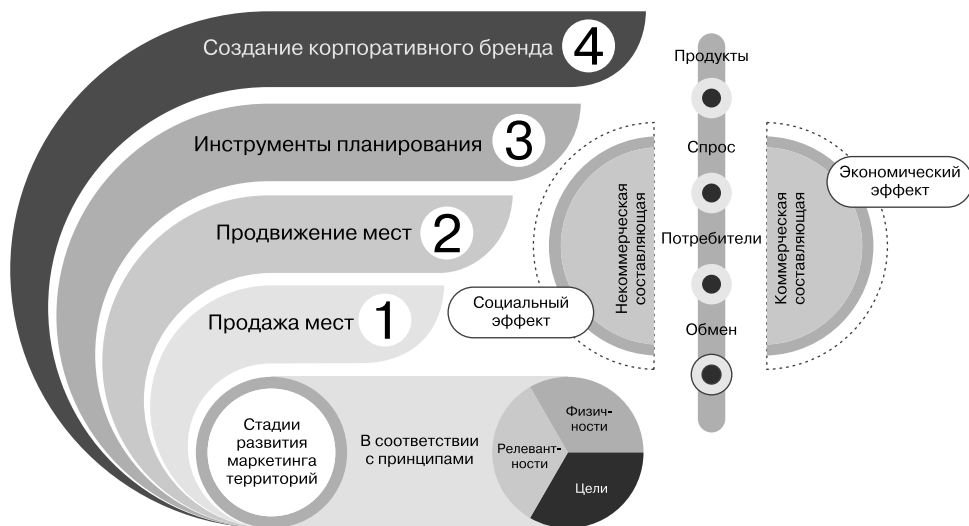 Создание корпоративного бренда
4
Инструменты планирования
3
Продвижение мест
2
Продажа мест
1
Стадии
развития
маркетинга
территорий
В соответствии
с принципами
Физич-
ности
Релевант-
ности
Цели
Продукты
Спрос
Потребители
Обмен
Некоммерческая
составляющая
Социальный
эффект
Коммерческая
составляющая
Экономический
эффект